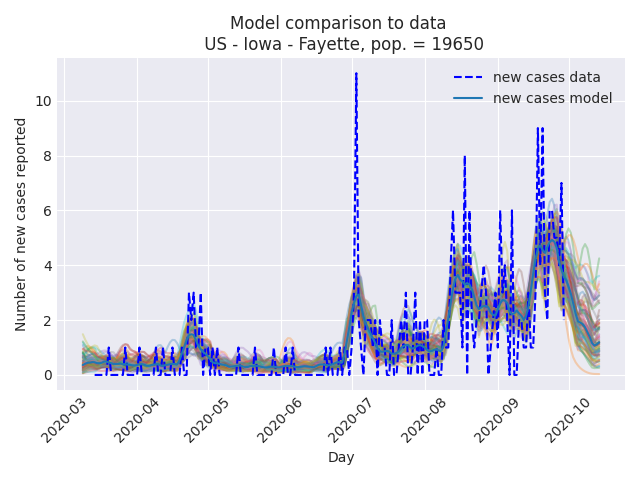 Model comparison to data
US - Iowa - Fayette, pop. = 19650
new cases data
new cases model
Number of new cases reported
10
8
6
4
2
0
2020-03
2020-04
2020-05
2020-06
2020-07
2020-08
2020-09
2020-10
Day